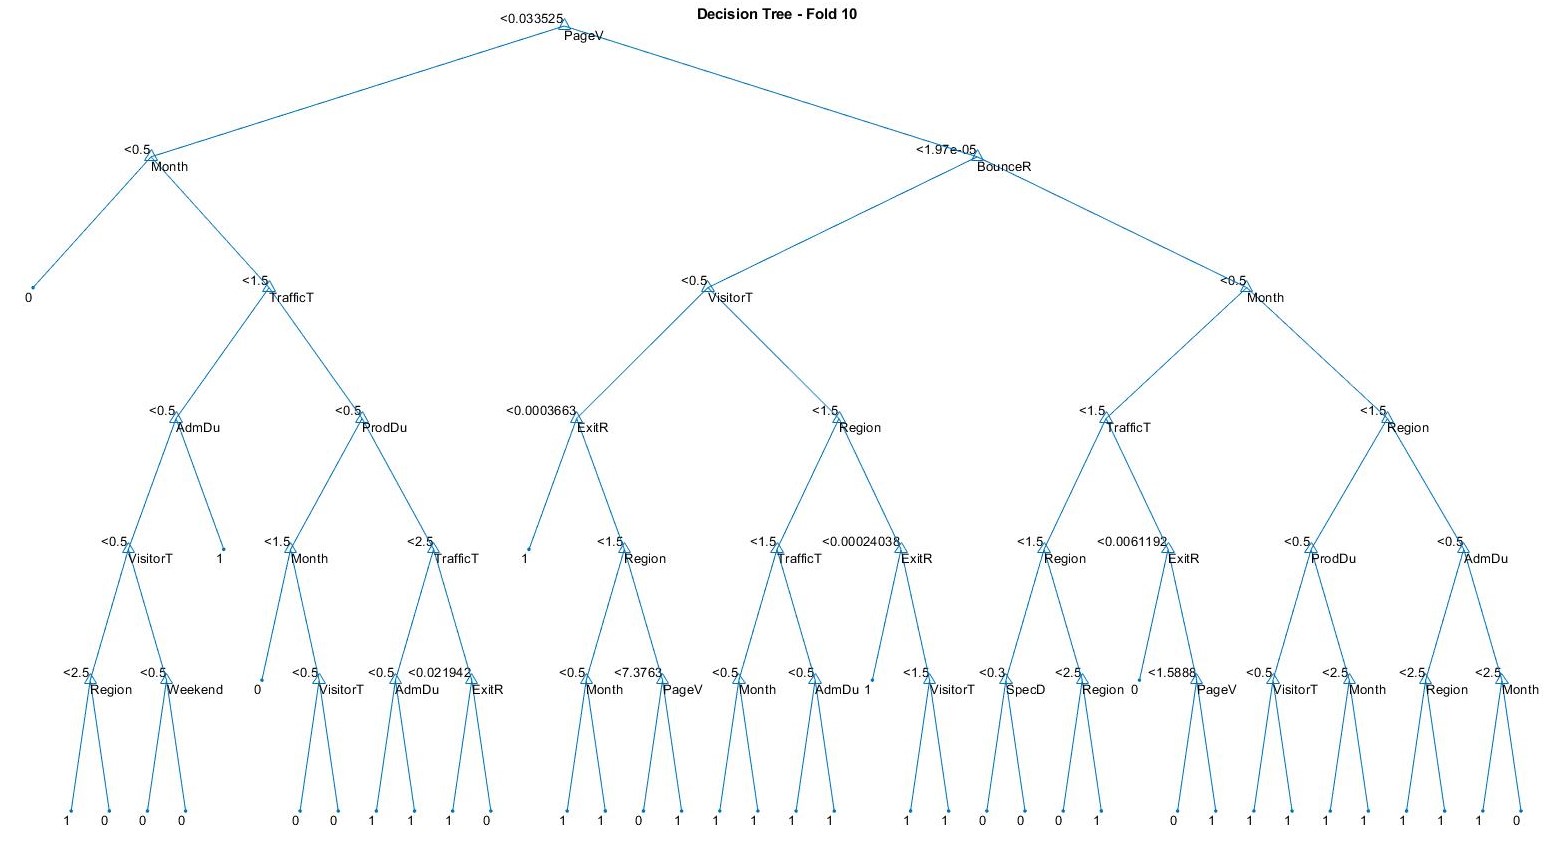 Decision Tree - Fold 10
<0.033525
PageV
<0.5
Month
<1.97e-05
BounceR
0
<1.5
TrafficT
<0.5
VisitorT
<0.5
Month
<0.5
AdmDu
<0.5
ProdDu
<0.0003663
ExitR
<1.5
Region
<1.5
TrafficT
<1.5
Region
<0.5
VisitorT
1
<1.5
Month
<2.5
TrafficT
1
<1.5
Region
<1.5
TrafficT
<0.00024038
ExitR
<1.5
Region
<0.0061192
ExitR
<0.5
ProdDu
<0.5
AdmDu
<2.5
Region
<0.5
Weekend
0
<0.5
VisitorT
<0.5
AdmDu
<0.021942
ExitR
<0.5
Month
<7.3763
PageV
<0.5
Month
<0.5
AdmDu
1
<1.5
VisitorT
<0.3
SpecD
<2.5
Region
0
<1.5888
PageV
<0.5
VisitorT
<2.5
Month
<2.5
Region
<2.5
Month
1 0 0 0 0 0 1 1 1 0 1 1 0 1 1 1 1 1 1 1 0 0 0 1 0 1 1 1 1 1 1 1 1 0